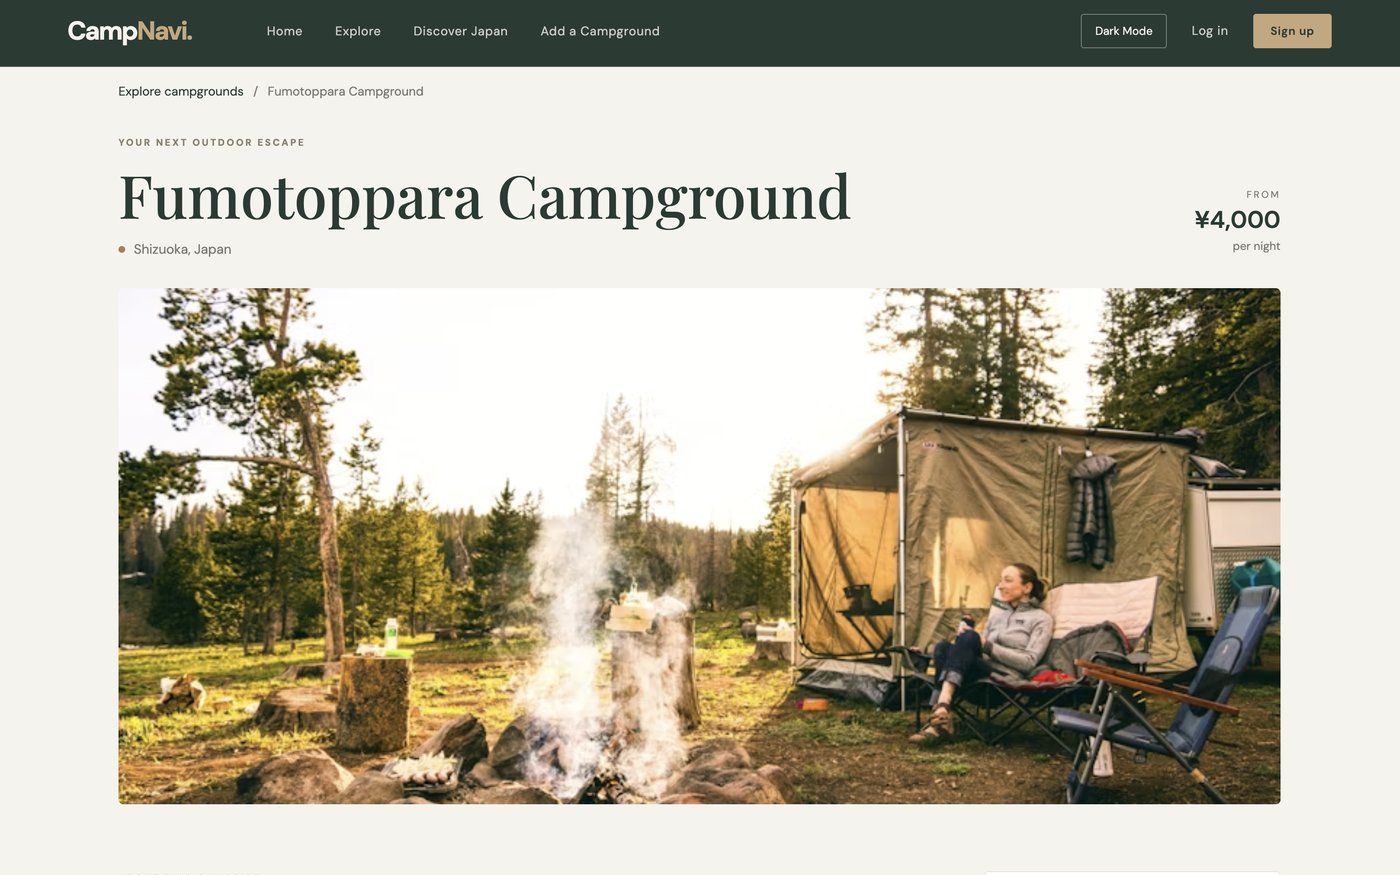 CampNavi.
Home
Explore
Discover Japan
Add a Campground
Dark Mode
Log in
Sign up
Explore campgrounds / Fumotoppara Campground
YOUR NEXT OUTDOOR ESCAPE
Fumotoppara Campground
Shizuoka, Japan
FROM
¥4,000
per night